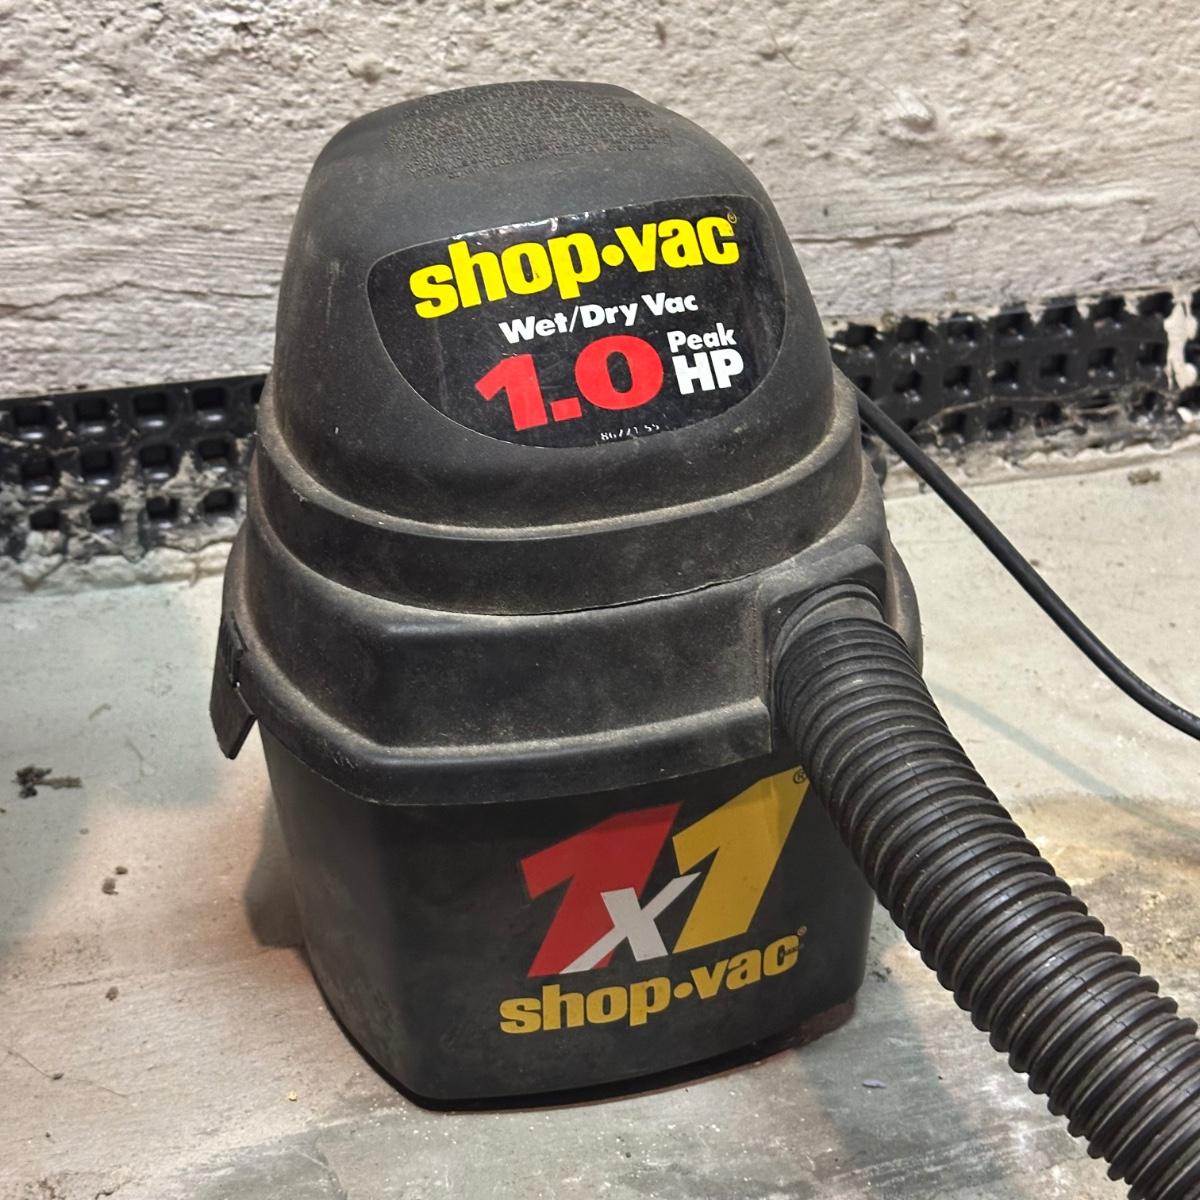 shop·vac®
Wet/Dry Vac
1.0 Peak HP
1x1®
shop·vac®